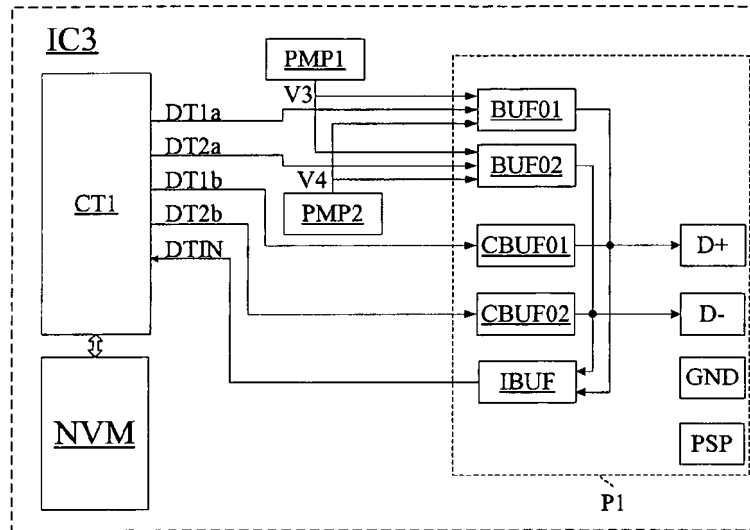 IC3
PMP1
V3
DT1a
BUF01
DT2a
BUF02
V4
DT1b
CT1
PMP2
DT2b
CBUF01
D+
DTIN
CBUF02
D-
IBUF
GND
NVM
PSP
P1